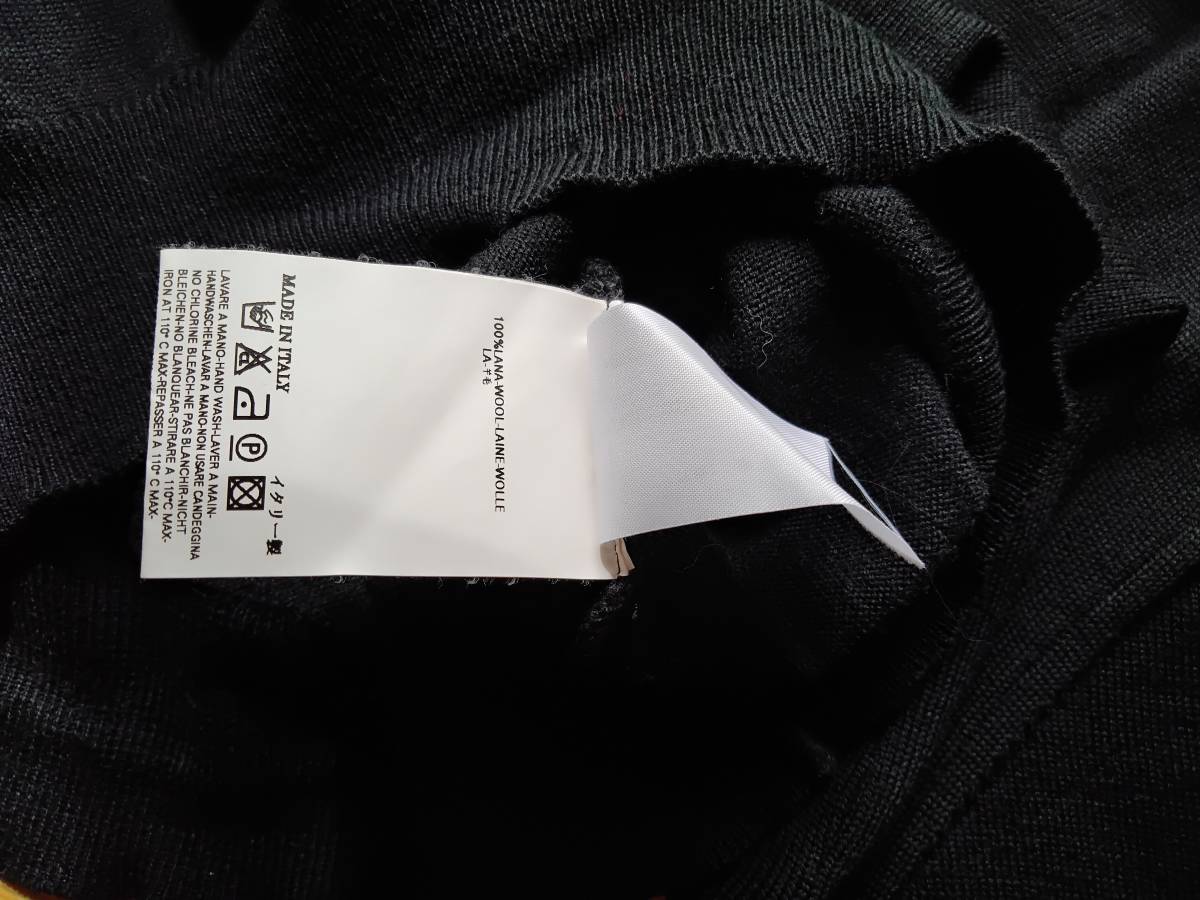 100%LANA-WOOL-LAINE-WOLLE
LA-羊毛
MADE IN ITALY イタリー製
P
LAVARE A MANO-HAND WASH-LAVER A MAIN-
HANDWASCHEN-LAVAR A MANO-NON USARE CANDEGGINA
NO CHLORINE BLEACH-NE PAS BLANCHIR-NICHT
BLEICHEN-NO BLANQUEAR-STIRARE A 110°C MAX-
IRON AT 110° C MAX-REPASSER A 110° C MAX-